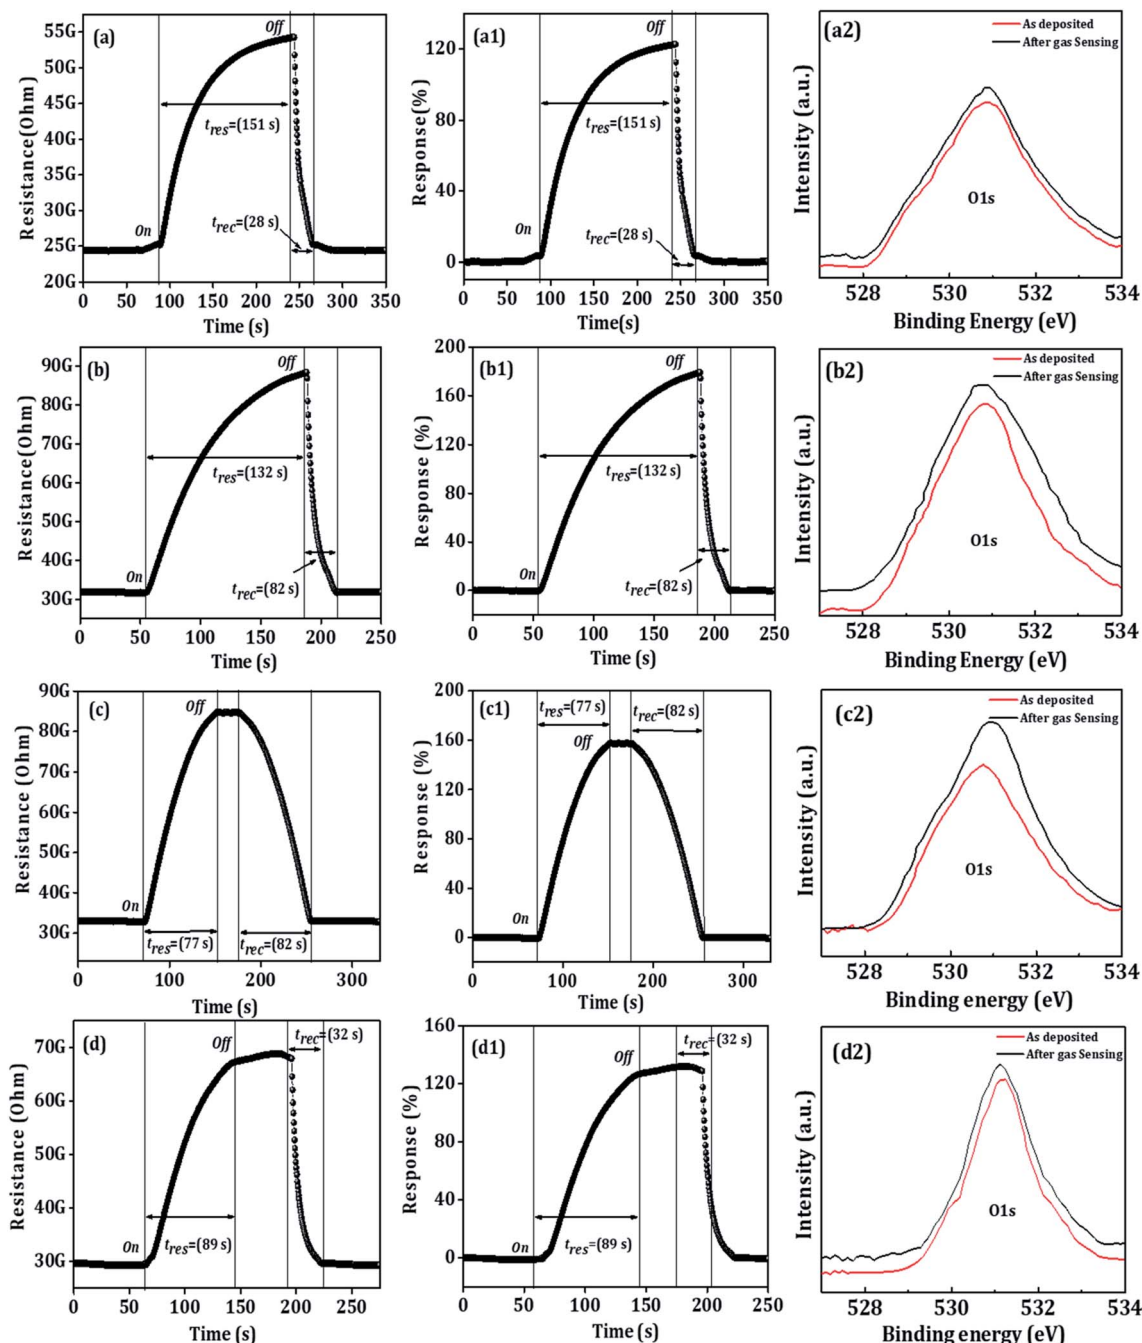 (a)
Off
55G
50G
45G
40G
35G
30G
25G
20G
Resistance(Ohm)
tres=(151 s)
On
trec=(28 s)
0 50 100 150 200 250 300 350
Time (s)
(a1)
Off
120
80
40
0
Response(%)
tres=(151 s)
On
trec=(28 s)
0 50 100 150 200 250 300 350
Time(s)
(a2)
As deposited
After gas Sensing
Intensity (a.u.)
O1s
528 530 532 534
Binding Energy (eV)
(b)
Off
90G
80G
70G
60G
50G
40G
30G
Resistance(Ohm)
tres=(132 s)
On
trec=(82 s)
0 50 100 150 200 250
Time (s)
(b1)
Off
200
160
120
80
40
0
Response (%)
tres=(132 s)
On
trec=(82 s)
0 50 100 150 200 250 300
Time (s)
(b2)
As deposited
After gas Sensing
Intensity (a.u.)
O1s
528 530 532 534
Binding Energy (eV)
(c)
Off
90G
80G
70G
60G
50G
40G
30G
Resistance (Ohm)
On
tres=(77 s)
trec=(82 s)
0 100 200 300
Time (s)
(c1)
tres=(77 s)
trec=(82 s)
Off
200
160
120
80
40
0
Response (%)
On
0 100 200 300
Time (s)
(c2)
As deposited
After gas Sensing
Intensity (a.u.)
O1s
528 530 532 534
Binding energy (eV)
(d)
trec=(32 s)
Off
70G
60G
50G
40G
30G
Resistance (Ohm)
On
tres=(89 s)
0 50 100 150 200 250
Time (s)
(d1)
trec=(32 s)
Off
160
120
80
40
0
Response (%)
On
tres=(89 s)
0 50 100 150 200 250
Time (s)
(d2)
As deposited
After gas Sensing
Intensity (a.u.)
O1s
528 530 532 534
Binding energy (eV)